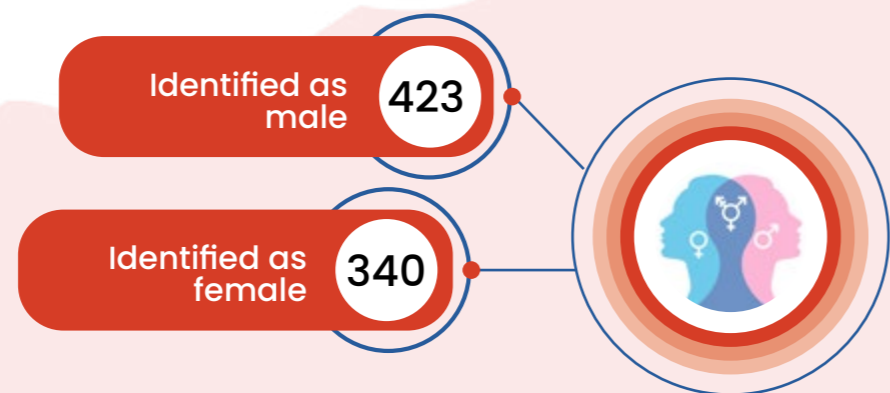 Identified as
male
423
Identified as
female
340